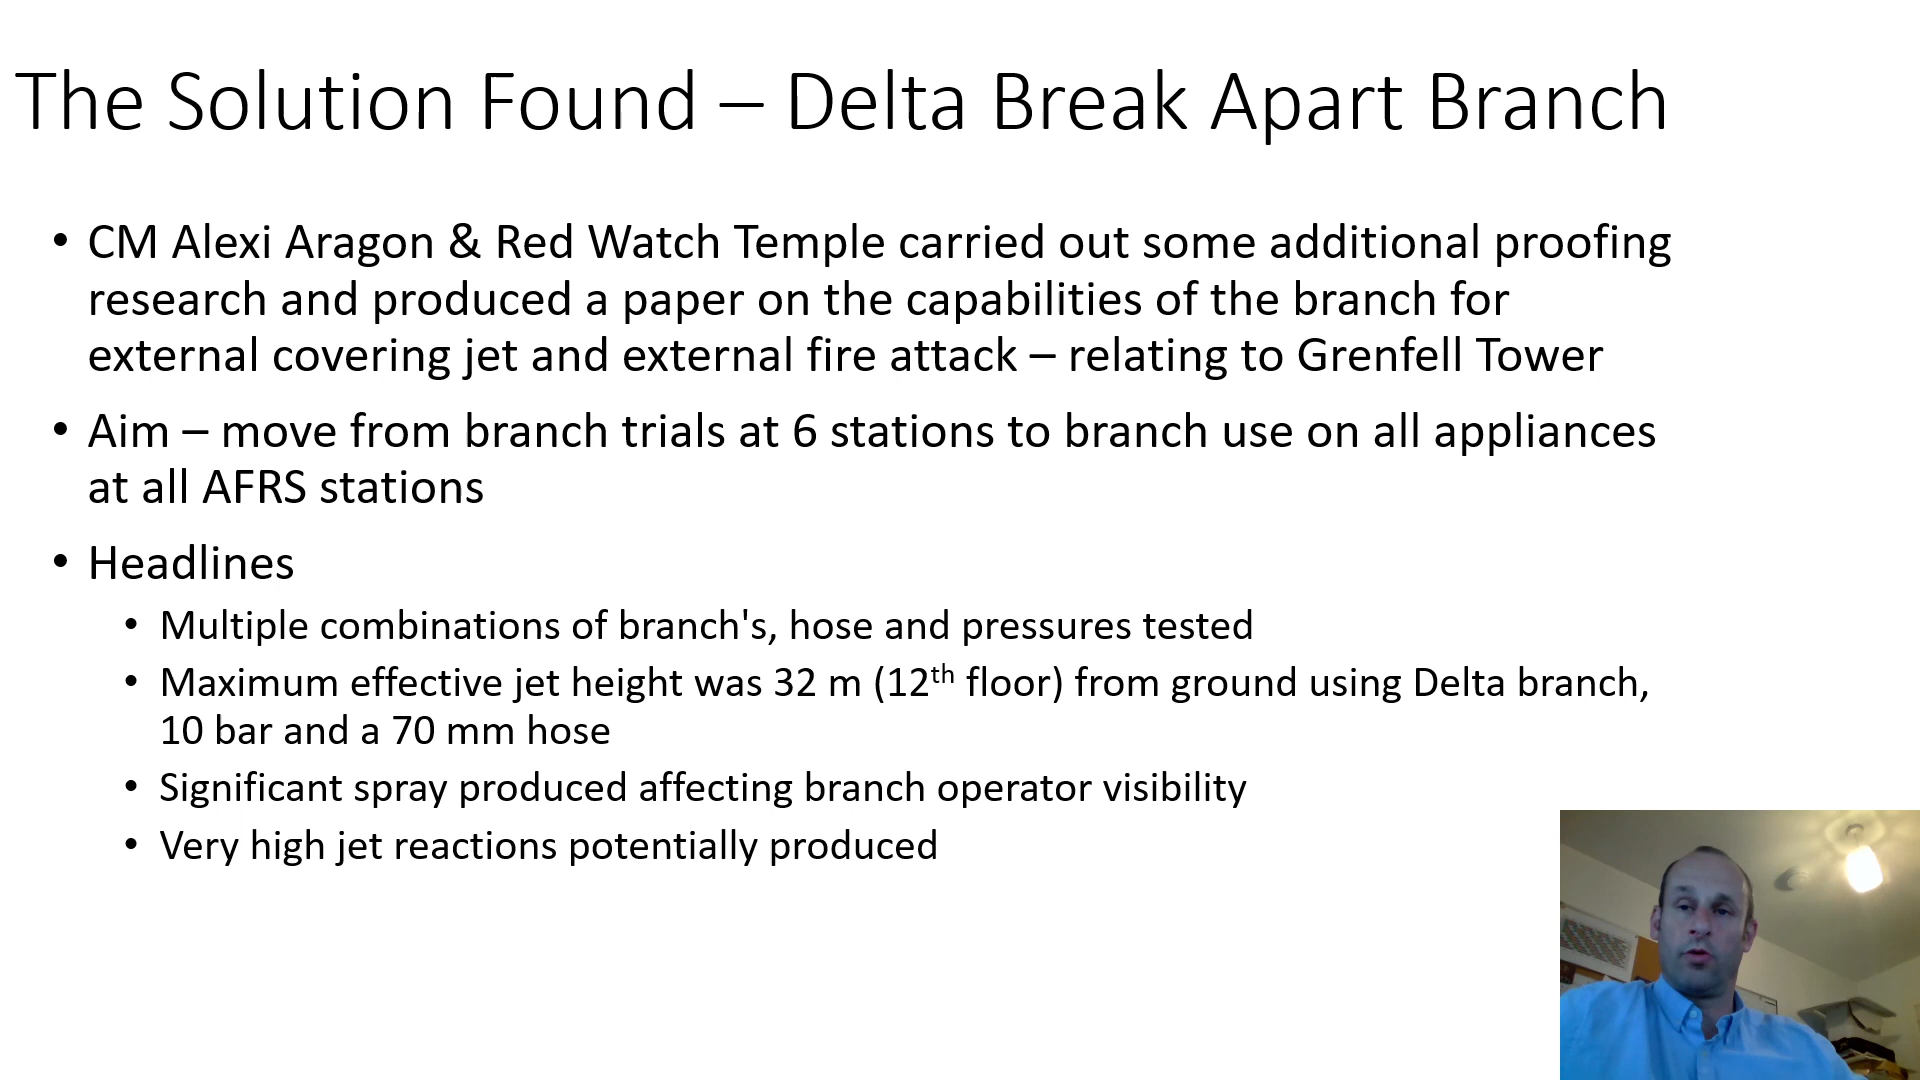 The Solution Found – Delta Break Apart Branch
• CM Alexi Aragon & Red Watch Temple carried out some additional proofing
research and produced a paper on the capabilities of the branch for
external covering jet and external fire attack – relating to Grenfell Tower
• Aim – move from branch trials at 6 stations to branch use on all appliances
at all AFRS stations
• Headlines
• Multiple combinations of branch's, hose and pressures tested
• Maximum effective jet height was 32 m (12th floor) from ground using Delta branch,
10 bar and a 70 mm hose
• Significant spray produced affecting branch operator visibility
• Very high jet reactions potentially produced